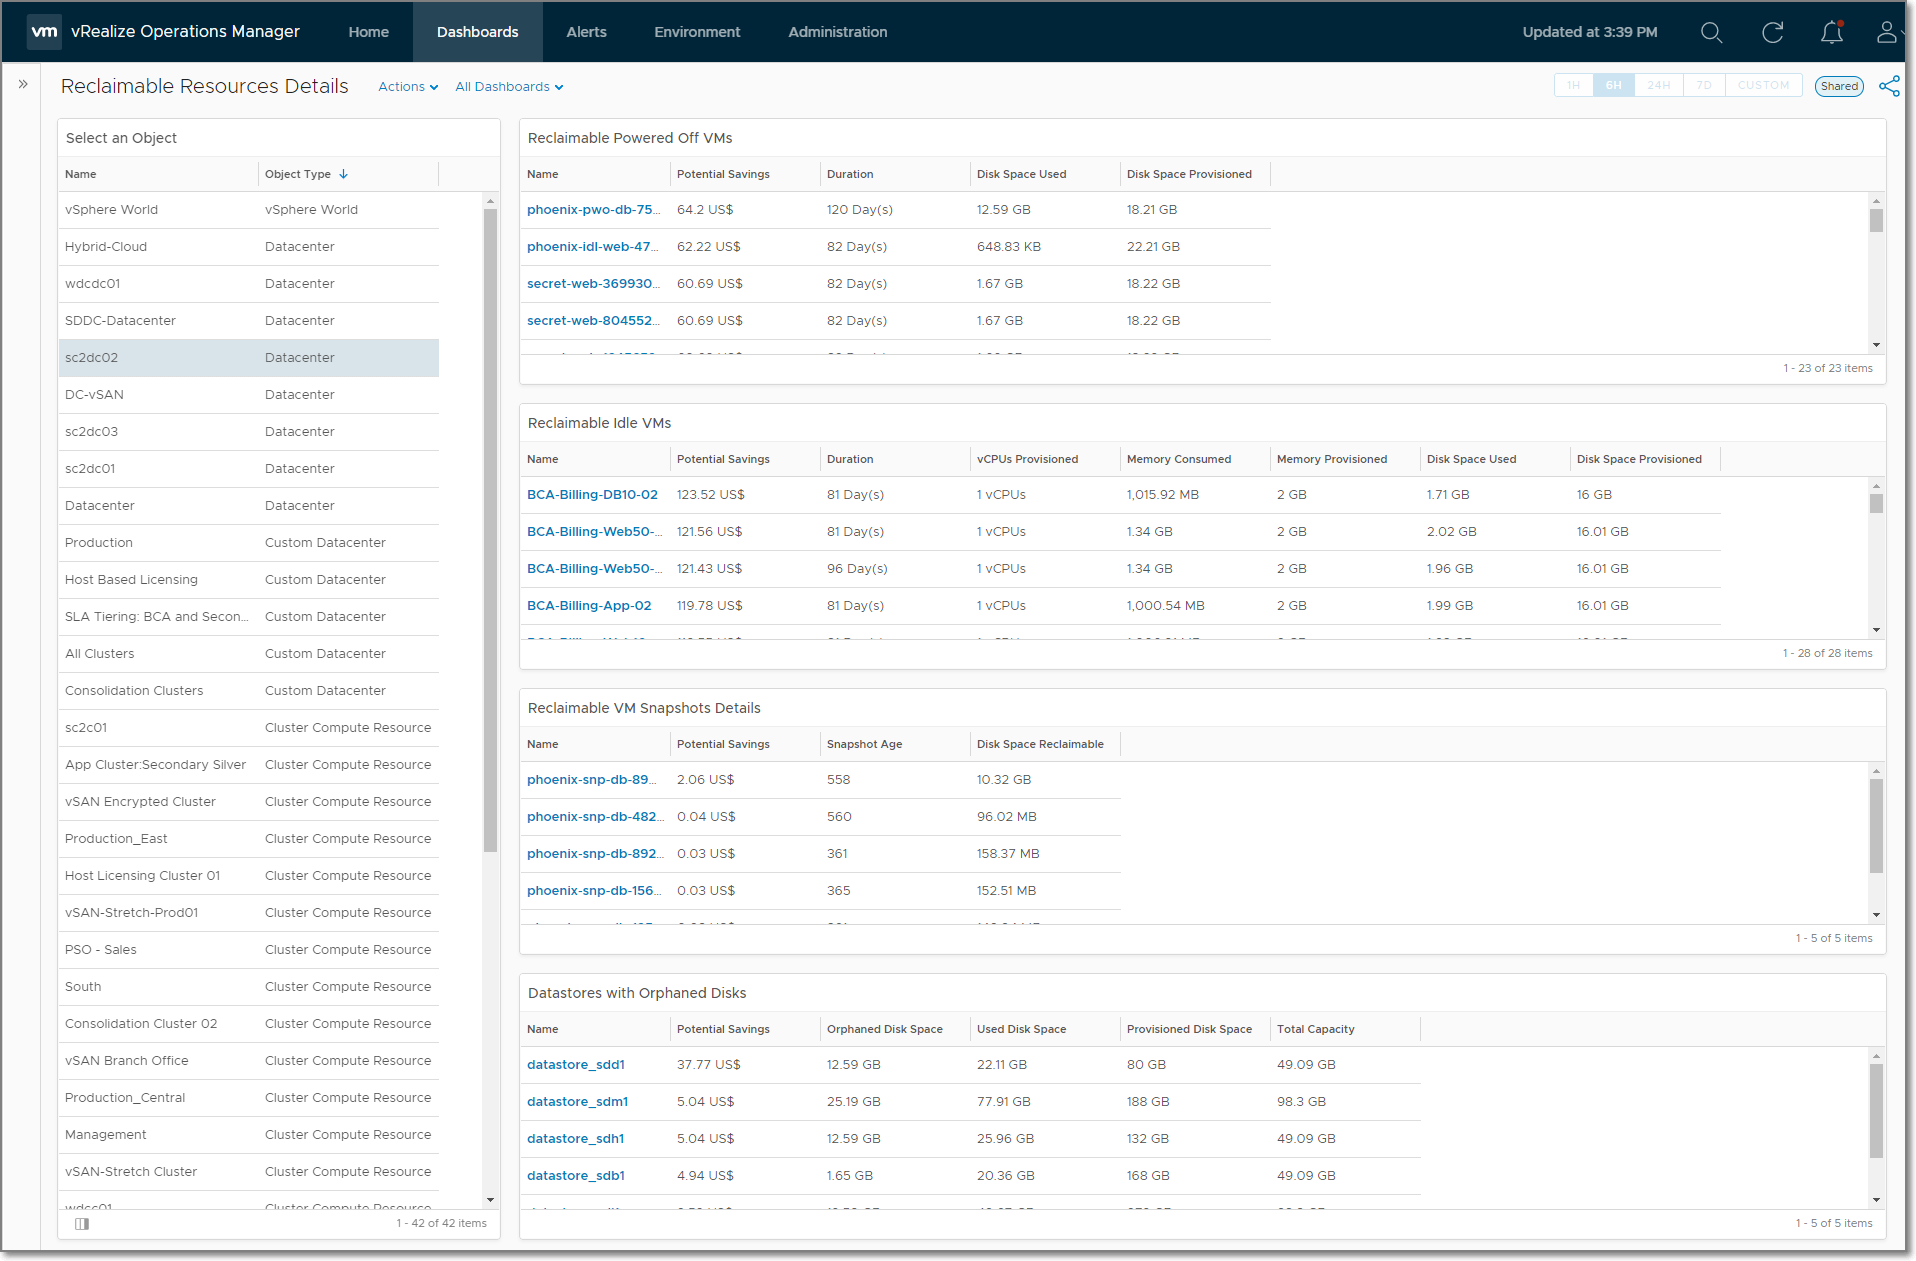 vm vRealize Operations Manager Home Dashboards Alerts Environment Administration Updated at 3:39 PM
Reclaimable Resources Details Actions All Dashboards 1H 6H 24H 7D CUSTOM Shared
Select an Object
Name Object Type
vSphere World vSphere World
Hybrid-Cloud Datacenter
wdcdc01 Datacenter
SDDC-Datacenter Datacenter
sc2dc02 Datacenter
DC-vSAN Datacenter
sc2dc03 Datacenter
sc2dc01 Datacenter
Datacenter Datacenter
Production Custom Datacenter
Host Based Licensing Custom Datacenter
SLA Tiering: BCA and Secon... Custom Datacenter
All Clusters Custom Datacenter
Consolidation Clusters Custom Datacenter
sc2c01 Cluster Compute Resource
App Cluster:Secondary Silver Cluster Compute Resource
vSAN Encrypted Cluster Cluster Compute Resource
Production_East Cluster Compute Resource
Host Licensing Cluster 01 Cluster Compute Resource
vSAN-Stretch-Prod01 Cluster Compute Resource
PSO - Sales Cluster Compute Resource
South Cluster Compute Resource
Consolidation Cluster 02 Cluster Compute Resource
vSAN Branch Office Cluster Compute Resource
Production_Central Cluster Compute Resource
Management Cluster Compute Resource
vSAN-Stretch Cluster Cluster Compute Resource
wdcc01 Cluster Compute Resource
1 - 42 of 42 items
Reclaimable Powered Off VMs
Name Potential Savings Duration Disk Space Used Disk Space Provisioned
phoenix-pwo-db-75... 64.2 US$ 120 Day(s) 12.59 GB 18.21 GB
phoenix-idl-web-47... 62.22 US$ 82 Day(s) 648.83 KB 22.21 GB
secret-web-369930... 60.69 US$ 82 Day(s) 1.67 GB 18.22 GB
secret-web-804552... 60.69 US$ 82 Day(s) 1.67 GB 18.22 GB
1 - 23 of 23 items
Reclaimable Idle VMs
Name Potential Savings Duration vCPUs Provisioned Memory Consumed Memory Provisioned Disk Space Used Disk Space Provisioned
BCA-Billing-DB10-02 123.52 US$ 81 Day(s) 1 vCPUs 1,015.92 MB 2 GB 1.71 GB 16 GB
BCA-Billing-Web50-... 121.56 US$ 81 Day(s) 1 vCPUs 1.34 GB 2 GB 2.02 GB 16.01 GB
BCA-Billing-Web50-... 121.43 US$ 96 Day(s) 1 vCPUs 1.34 GB 2 GB 1.96 GB 16.01 GB
BCA-Billing-App-02 119.78 US$ 81 Day(s) 1 vCPUs 1,000.54 MB 2 GB 1.99 GB 16.01 GB
1 - 28 of 28 items
Reclaimable VM Snapshots Details
Name Potential Savings Snapshot Age Disk Space Reclaimable
phoenix-snp-db-89... 2.06 US$ 558 10.32 GB
phoenix-snp-db-482... 0.04 US$ 560 96.02 MB
phoenix-snp-db-892... 0.03 US$ 361 158.37 MB
phoenix-snp-db-156... 0.03 US$ 365 152.51 MB
1 - 5 of 5 items
Datastores with Orphaned Disks
Name Potential Savings Orphaned Disk Space Used Disk Space Provisioned Disk Space Total Capacity
datastore_sdd1 37.77 US$ 12.59 GB 22.11 GB 80 GB 49.09 GB
datastore_sdm1 5.04 US$ 25.19 GB 77.91 GB 188 GB 98.3 GB
datastore_sdh1 5.04 US$ 12.59 GB 25.96 GB 132 GB 49.09 GB
datastore_sdb1 4.94 US$ 1.65 GB 20.36 GB 168 GB 49.09 GB
1 - 5 of 5 items